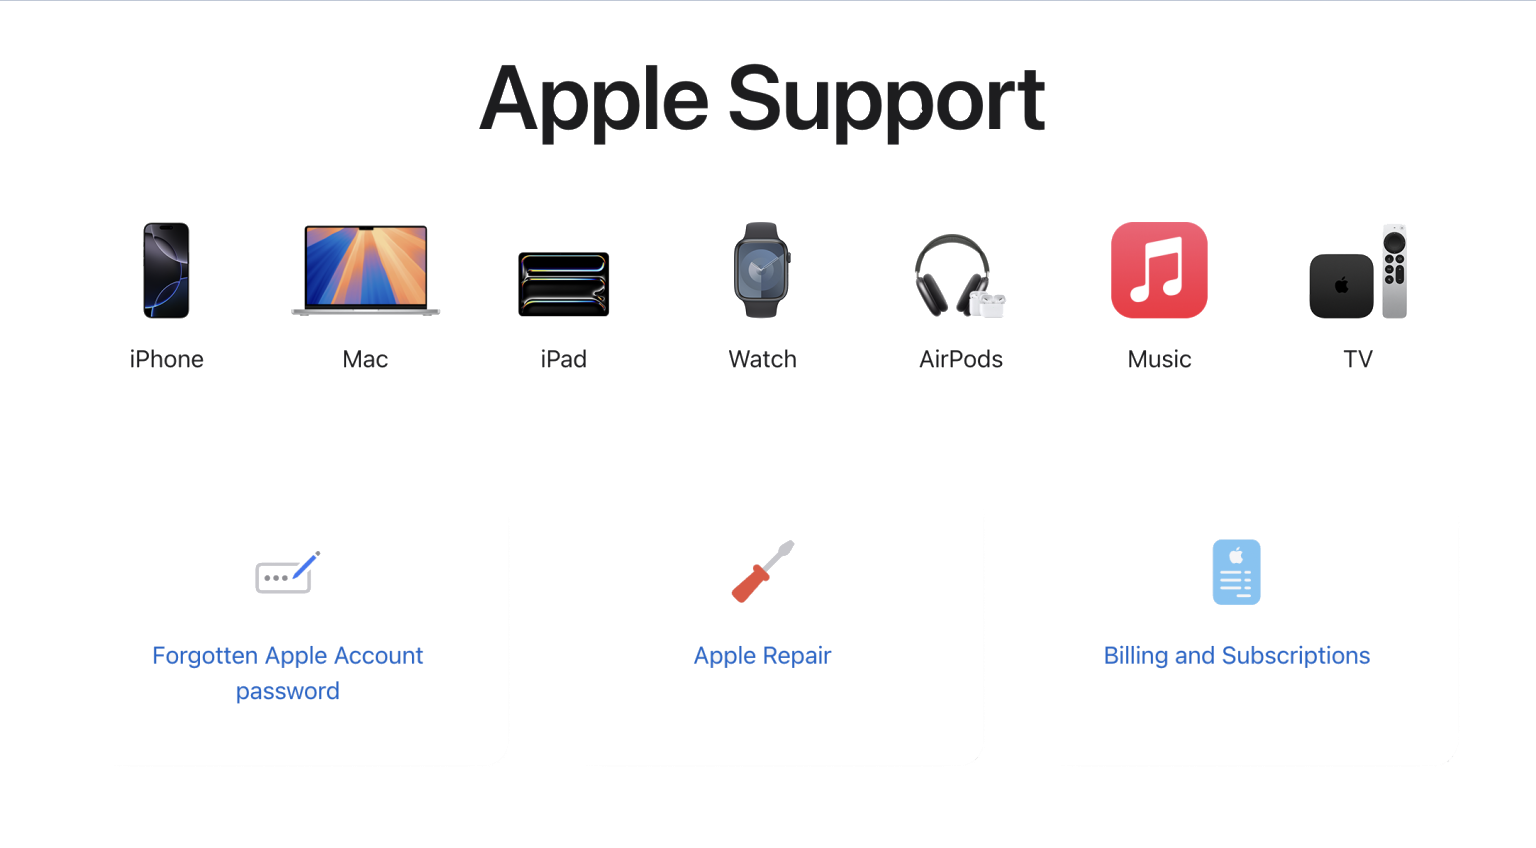 Apple Support
iPhone
Mac
iPad
Watch
AirPods
Music
TV
Forgotten Apple Account
password
Apple Repair
Billing and Subscriptions